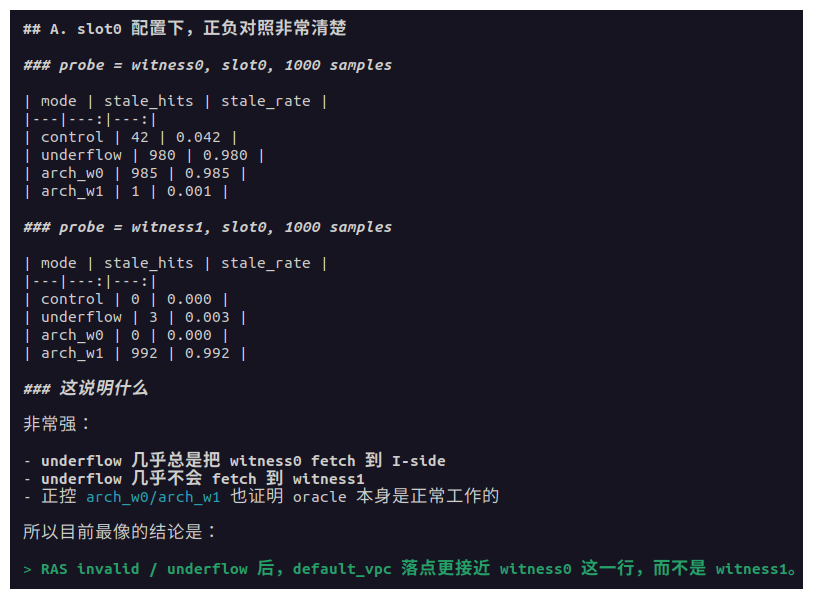 ## A. slot0 配置下，正负对照非常清楚
### probe = witness0, slot0, 1000 samples
| mode | stale_hits | stale_rate |
|---|---:|---:|
| control | 42 | 0.042 |
| underflow | 980 | 0.980 |
| arch_w0 | 985 | 0.985 |
| arch_w1 | 1 | 0.001 |
### probe = witness1, slot0, 1000 samples
| mode | stale_hits | stale_rate |
|---|---:|---:|
| control | 0 | 0.000 |
| underflow | 3 | 0.003 |
| arch_w0 | 0 | 0.000 |
| arch_w1 | 992 | 0.992 |
### 这说明什么
非常强：
- underflow 几乎总是把 witness0 fetch 到 I-side
- underflow 几乎不会 fetch 到 witness1
- 正控 arch_w0/arch_w1 也证明 oracle 本身是正常工作的
所以目前最像的结论是：
> RAS invalid / underflow 后，default_vpc 落点更接近 witness0 这一行，而不是 witness1。